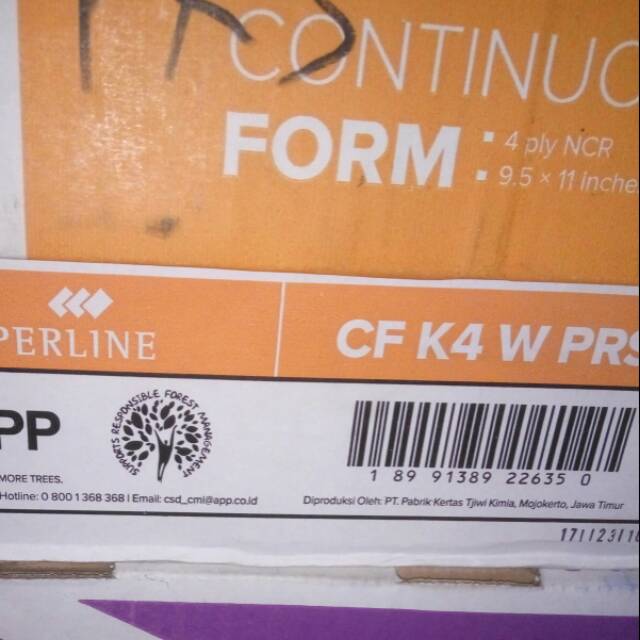 CONTINUO
FORM
▪ 4 ply NCR
▪ 9.5 × 11 inche
PERLINE
CF K4 W PRS
PP
SUPPORTS RESPONSIBLE FOREST MANAGEMENT
1 89 91389 22635 0
MORE TREES.
Hotline: 0 800 1 368 368 I Email: csd_cmi@app.co.id
Diproduksi Oleh: PT. Pabrik Kertas Tjiwi Kimia, Mojokerto, Jawa Timur